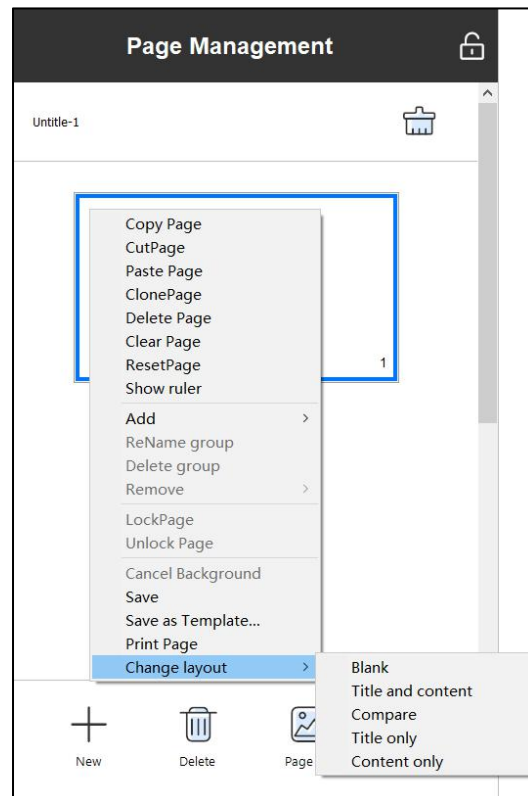 Page Management
Untitle-1
Copy Page
CutPage
Paste Page
ClonePage
Delete Page
Clear Page
ResetPage
1
Show ruler
Add
ReName group
Delete group
Remove
LockPage
Unlock Page
Cancel Background
Save
Save as Template...
Print Page
Change layout
Blank
Title and content
Compare
Title only
Content only
New
Delete
Page